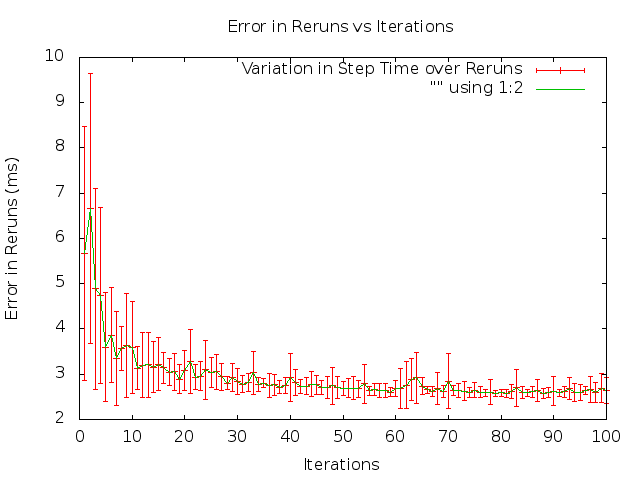 Error in Reruns vs Iterations
Variation in Step Time over Reruns
"" using 1:2
Error in Reruns (ms)
10
9
8
7
6
5
4
3
2
0 10 20 30 40 50 60 70 80 90 100
Iterations